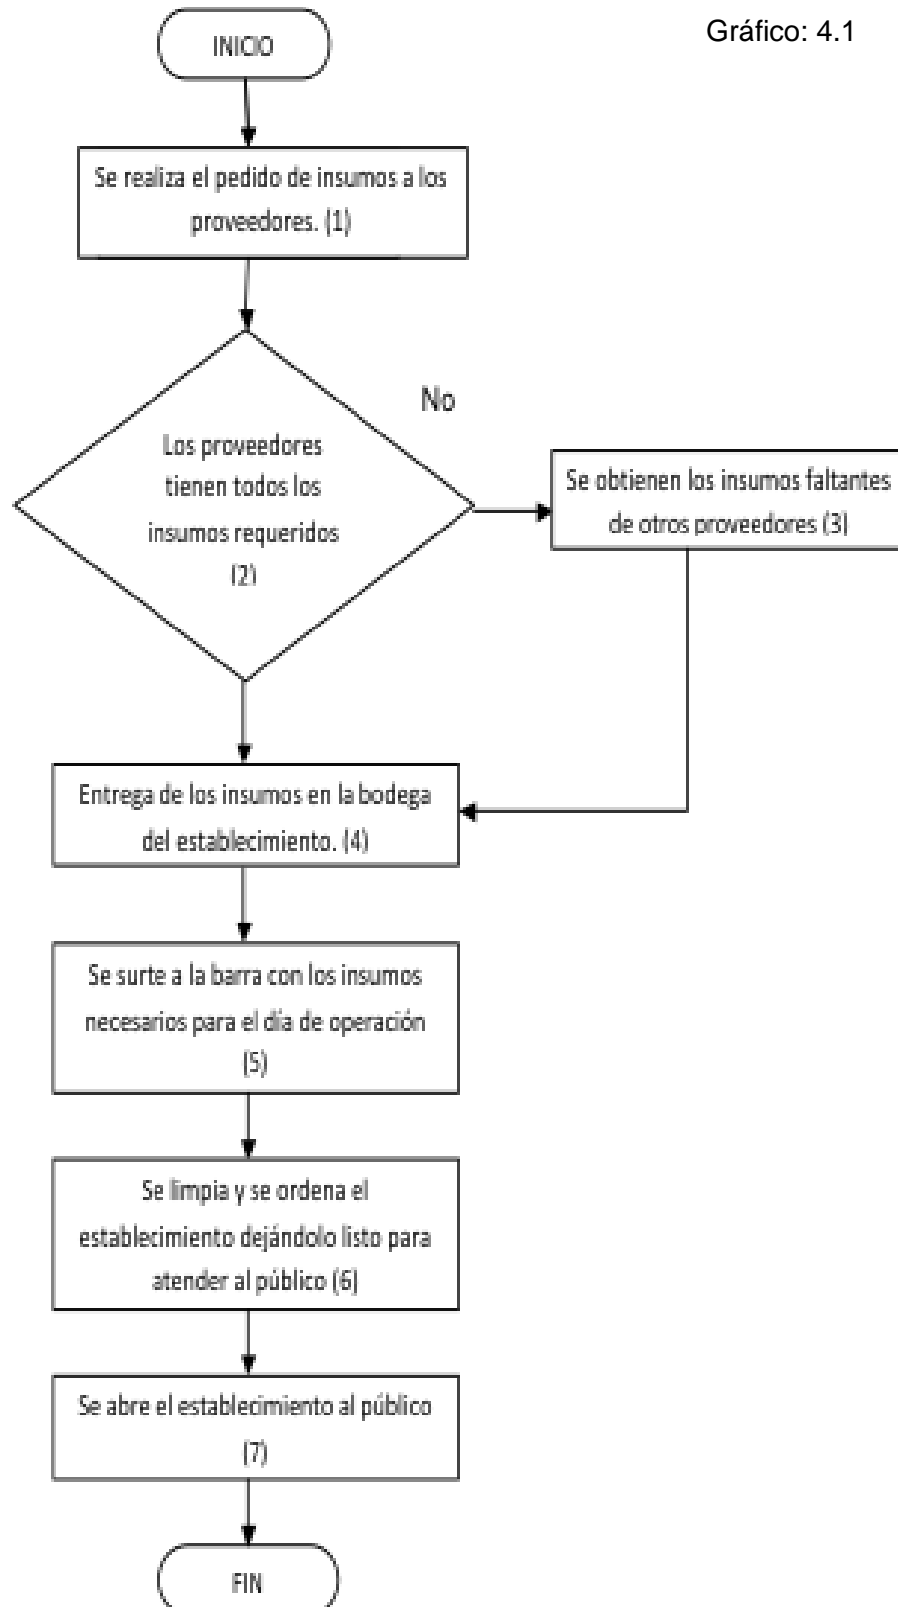 Gráfico: 4.1
INICIO
Se realiza el pedido de insumos a los
proveedores. (1)
No
Los proveedores
tienen todos los
insumos requeridos
(2)
Se obtienen los insumos faltantes
de otros proveedores (3)
Entrega de los insumos en la bodega
del establecimiento. (4)
Se surte a la barra con los insumos
necesarios para el día de operación
(5)
Se limpia y se ordena el
establecimiento dejándolo listo para
atender al público (6)
Se abre el establecimiento al público
(7)
FIN